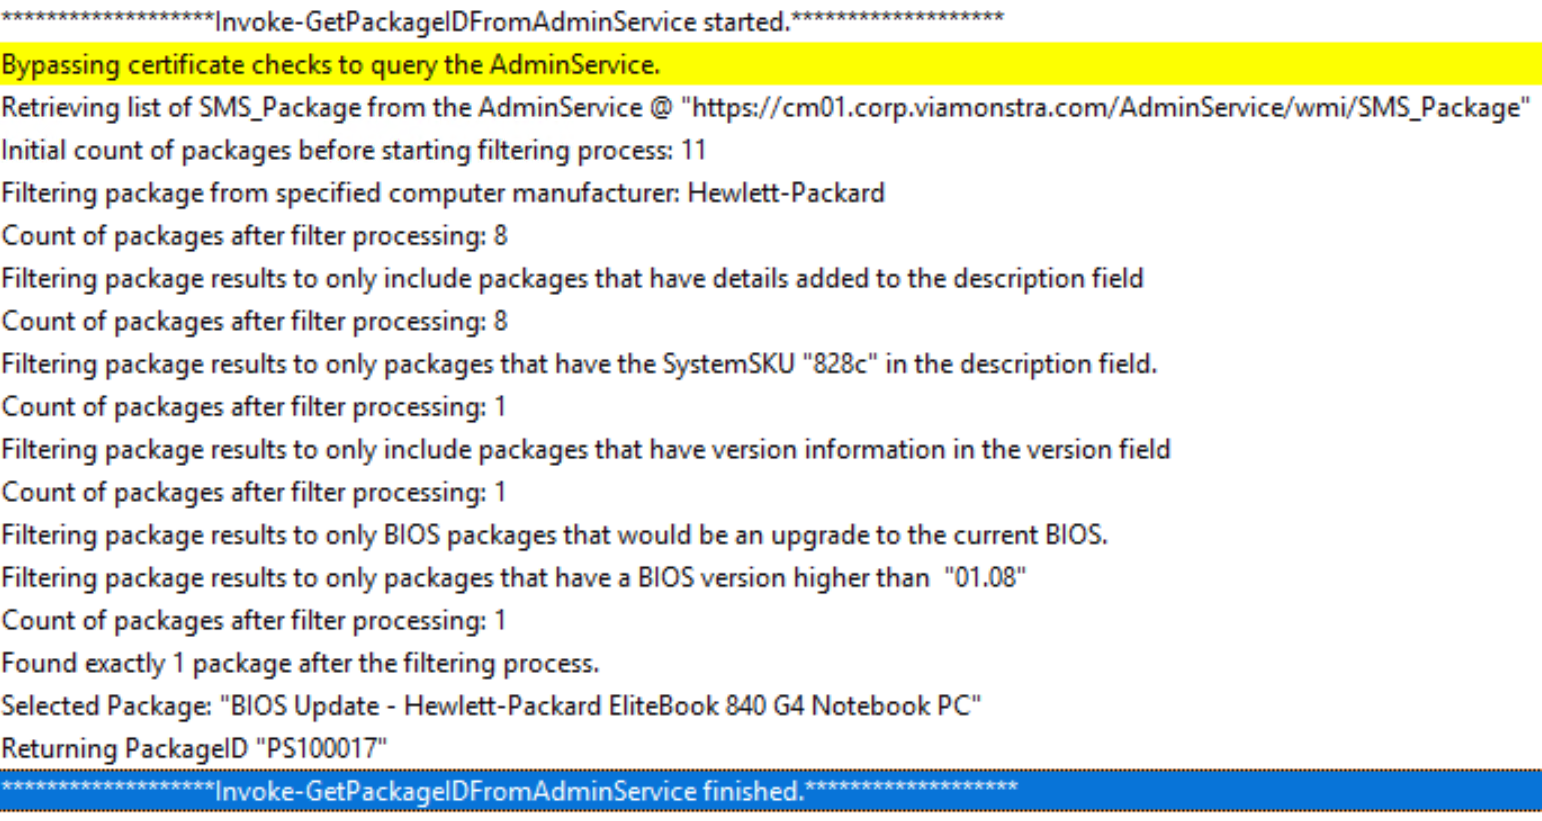 *******************Invoke-GetPackageIDFromAdminService started.*******************
Bypassing certificate checks to query the AdminService.
Retrieving list of SMS_Package from the AdminService @ "https://cm01.corp.viamonstra.com/AdminService/wmi/SMS_Package"
Initial count of packages before starting filtering process: 11
Filtering package from specified computer manufacturer: Hewlett-Packard
Count of packages after filter processing: 8
Filtering package results to only include packages that have details added to the description field
Count of packages after filter processing: 8
Filtering package results to only packages that have the SystemSKU "828c" in the description field.
Count of packages after filter processing: 1
Filtering package results to only include packages that have version information in the version field
Count of packages after filter processing: 1
Filtering package results to only BIOS packages that would be an upgrade to the current BIOS.
Filtering package results to only packages that have a BIOS version higher than  "01.08"
Count of packages after filter processing: 1
Found exactly 1 package after the filtering process.
Selected Package: "BIOS Update - Hewlett-Packard EliteBook 840 G4 Notebook PC"
Returning PackageID "PS100017"
*******************Invoke-GetPackageIDFromAdminService finished.*******************